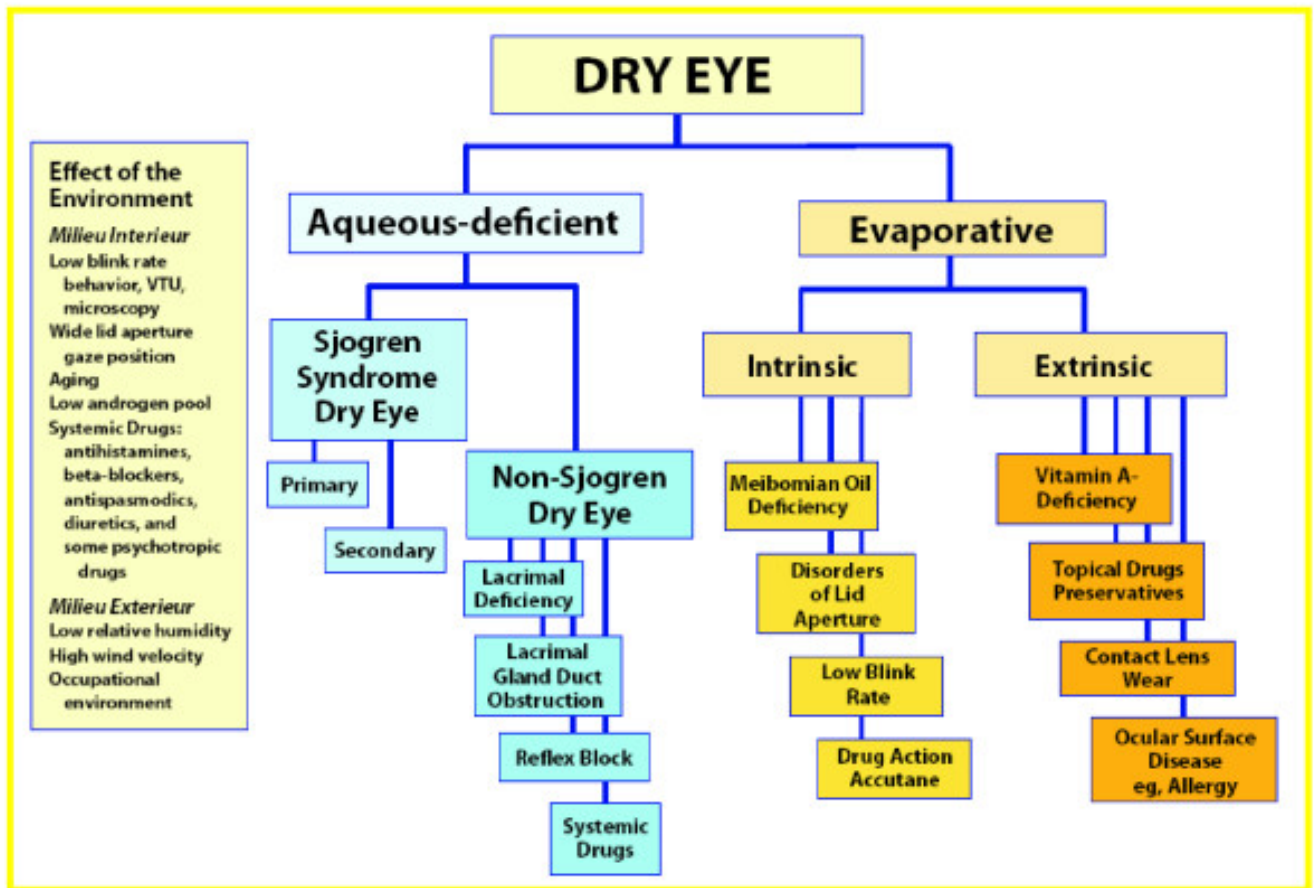 DRY EYE
Effect of the
Environment
Milieu Interieur
Low blink rate
behavior, VTU,
microscopy
Wide lid aperture
gaze position
Aging
Low androgen pool
Systemic Drugs:
antihistamines,
beta-blockers,
antispasmodics,
diuretics, and
some psychotropic
drugs
Milieu Exterieur
Low relative humidity
High wind velocity
Occupational
environment
Aqueous-deficient
Sjogren
Syndrome
Dry Eye
Primary
Secondary
Non-Sjogren
Dry Eye
Lacrimal
Deficiency
Lacrimal
Gland Duct
Obstruction
Reflex Block
Systemic
Drugs
Evaporative
Intrinsic
Meibomian Oil
Deficiency
Disorders
of Lid
Aperture
Low Blink
Rate
Drug Action
Accutane
Extrinsic
Vitamin A-
Deficiency
Topical Drugs
Preservatives
Contact Lens
Wear
Ocular Surface
Disease
eg, Allergy